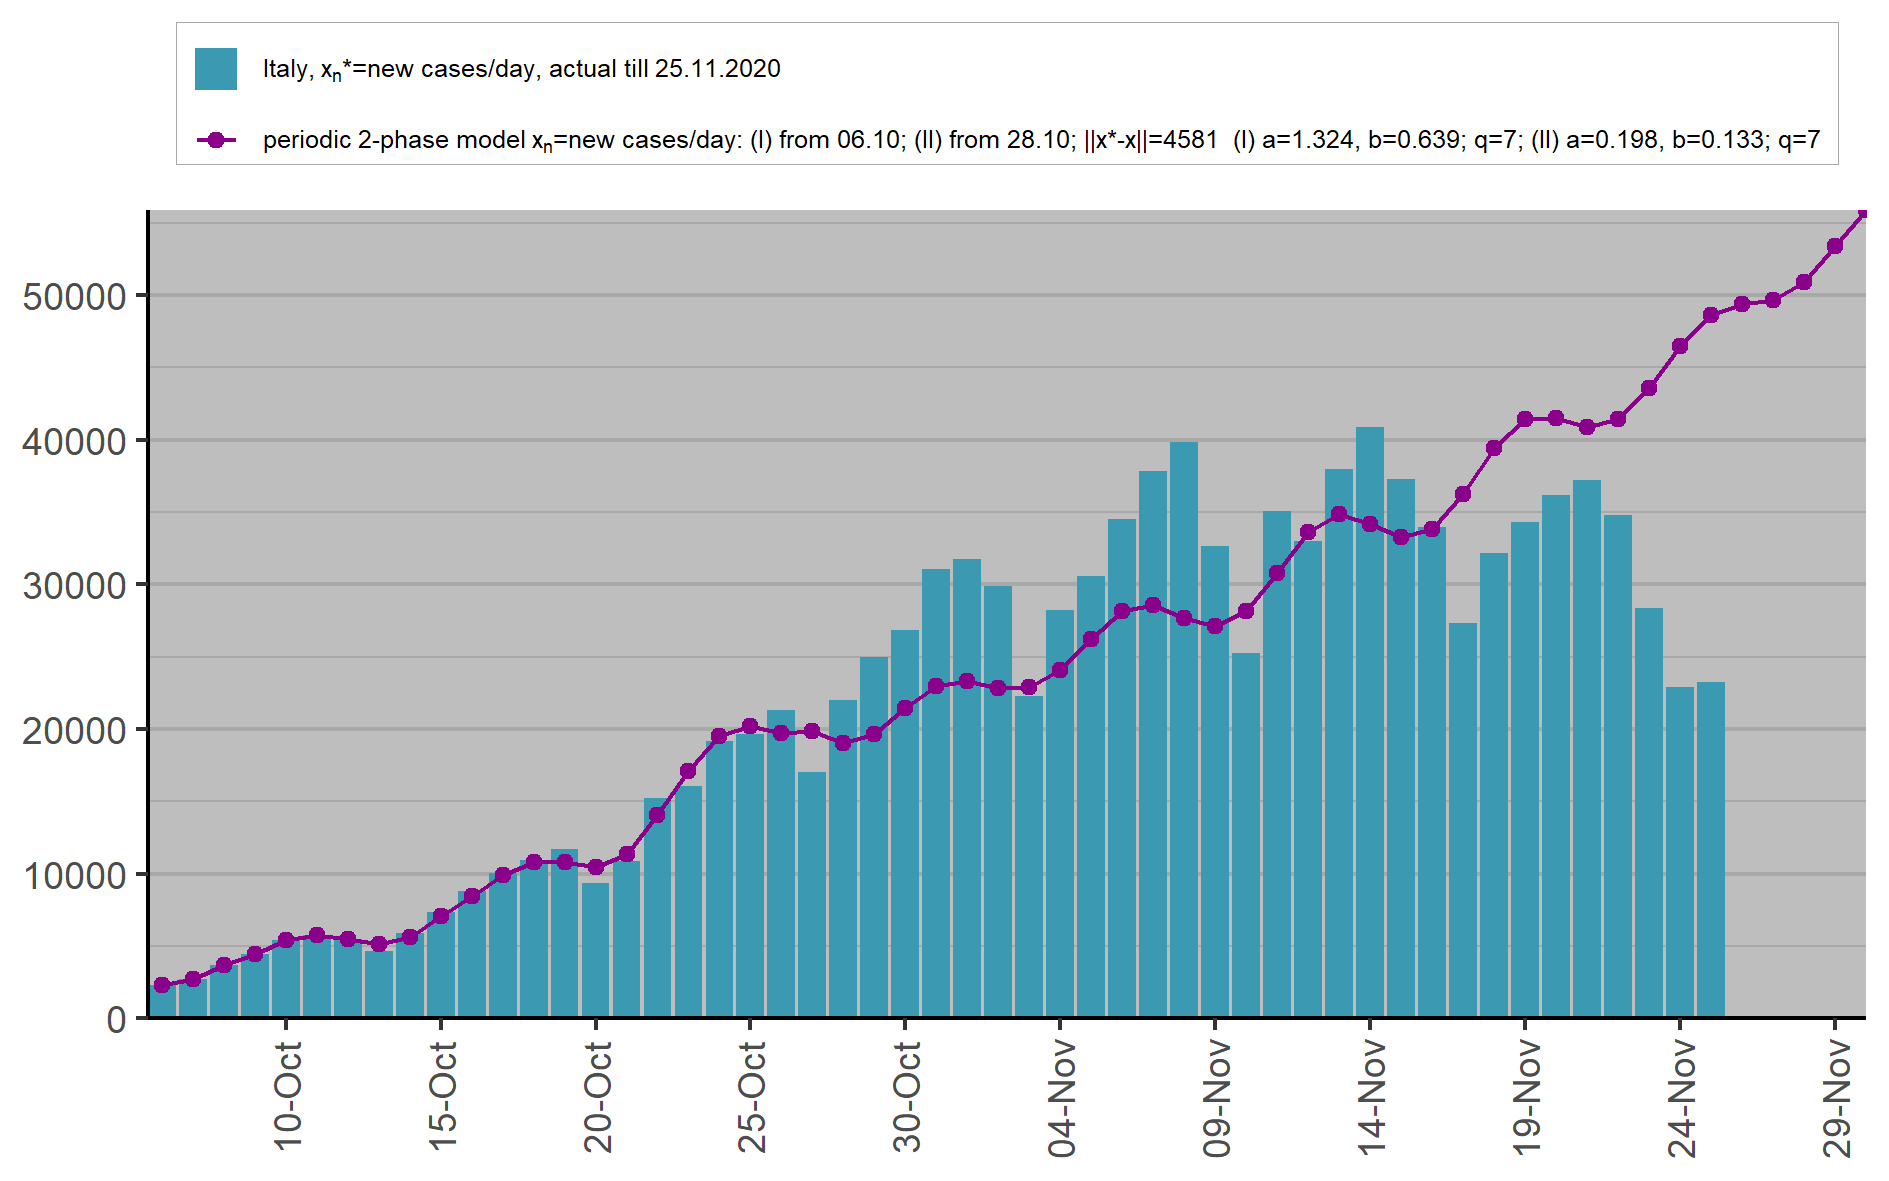 Italy, xₙ*=new cases/day, actual till 25.11.2020
periodic 2-phase model xₙ=new cases/day: (I) from 06.10; (II) from 28.10; ||x*-x||=4581  (I) a=1.324, b=0.639; q=7; (II) a=0.198, b=0.133; q=7
50000
40000
30000
20000
10000
0
10-Oct
15-Oct
20-Oct
25-Oct
30-Oct
04-Nov
09-Nov
14-Nov
19-Nov
24-Nov
29-Nov